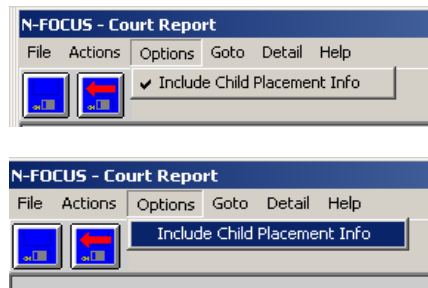 N-FOCUS - Court Report
File Actions Options Goto Detail Help
✔ Include Child Placement Info
N-FOCUS - Court Report
File Actions Options Goto Detail Help
Include Child Placement Info